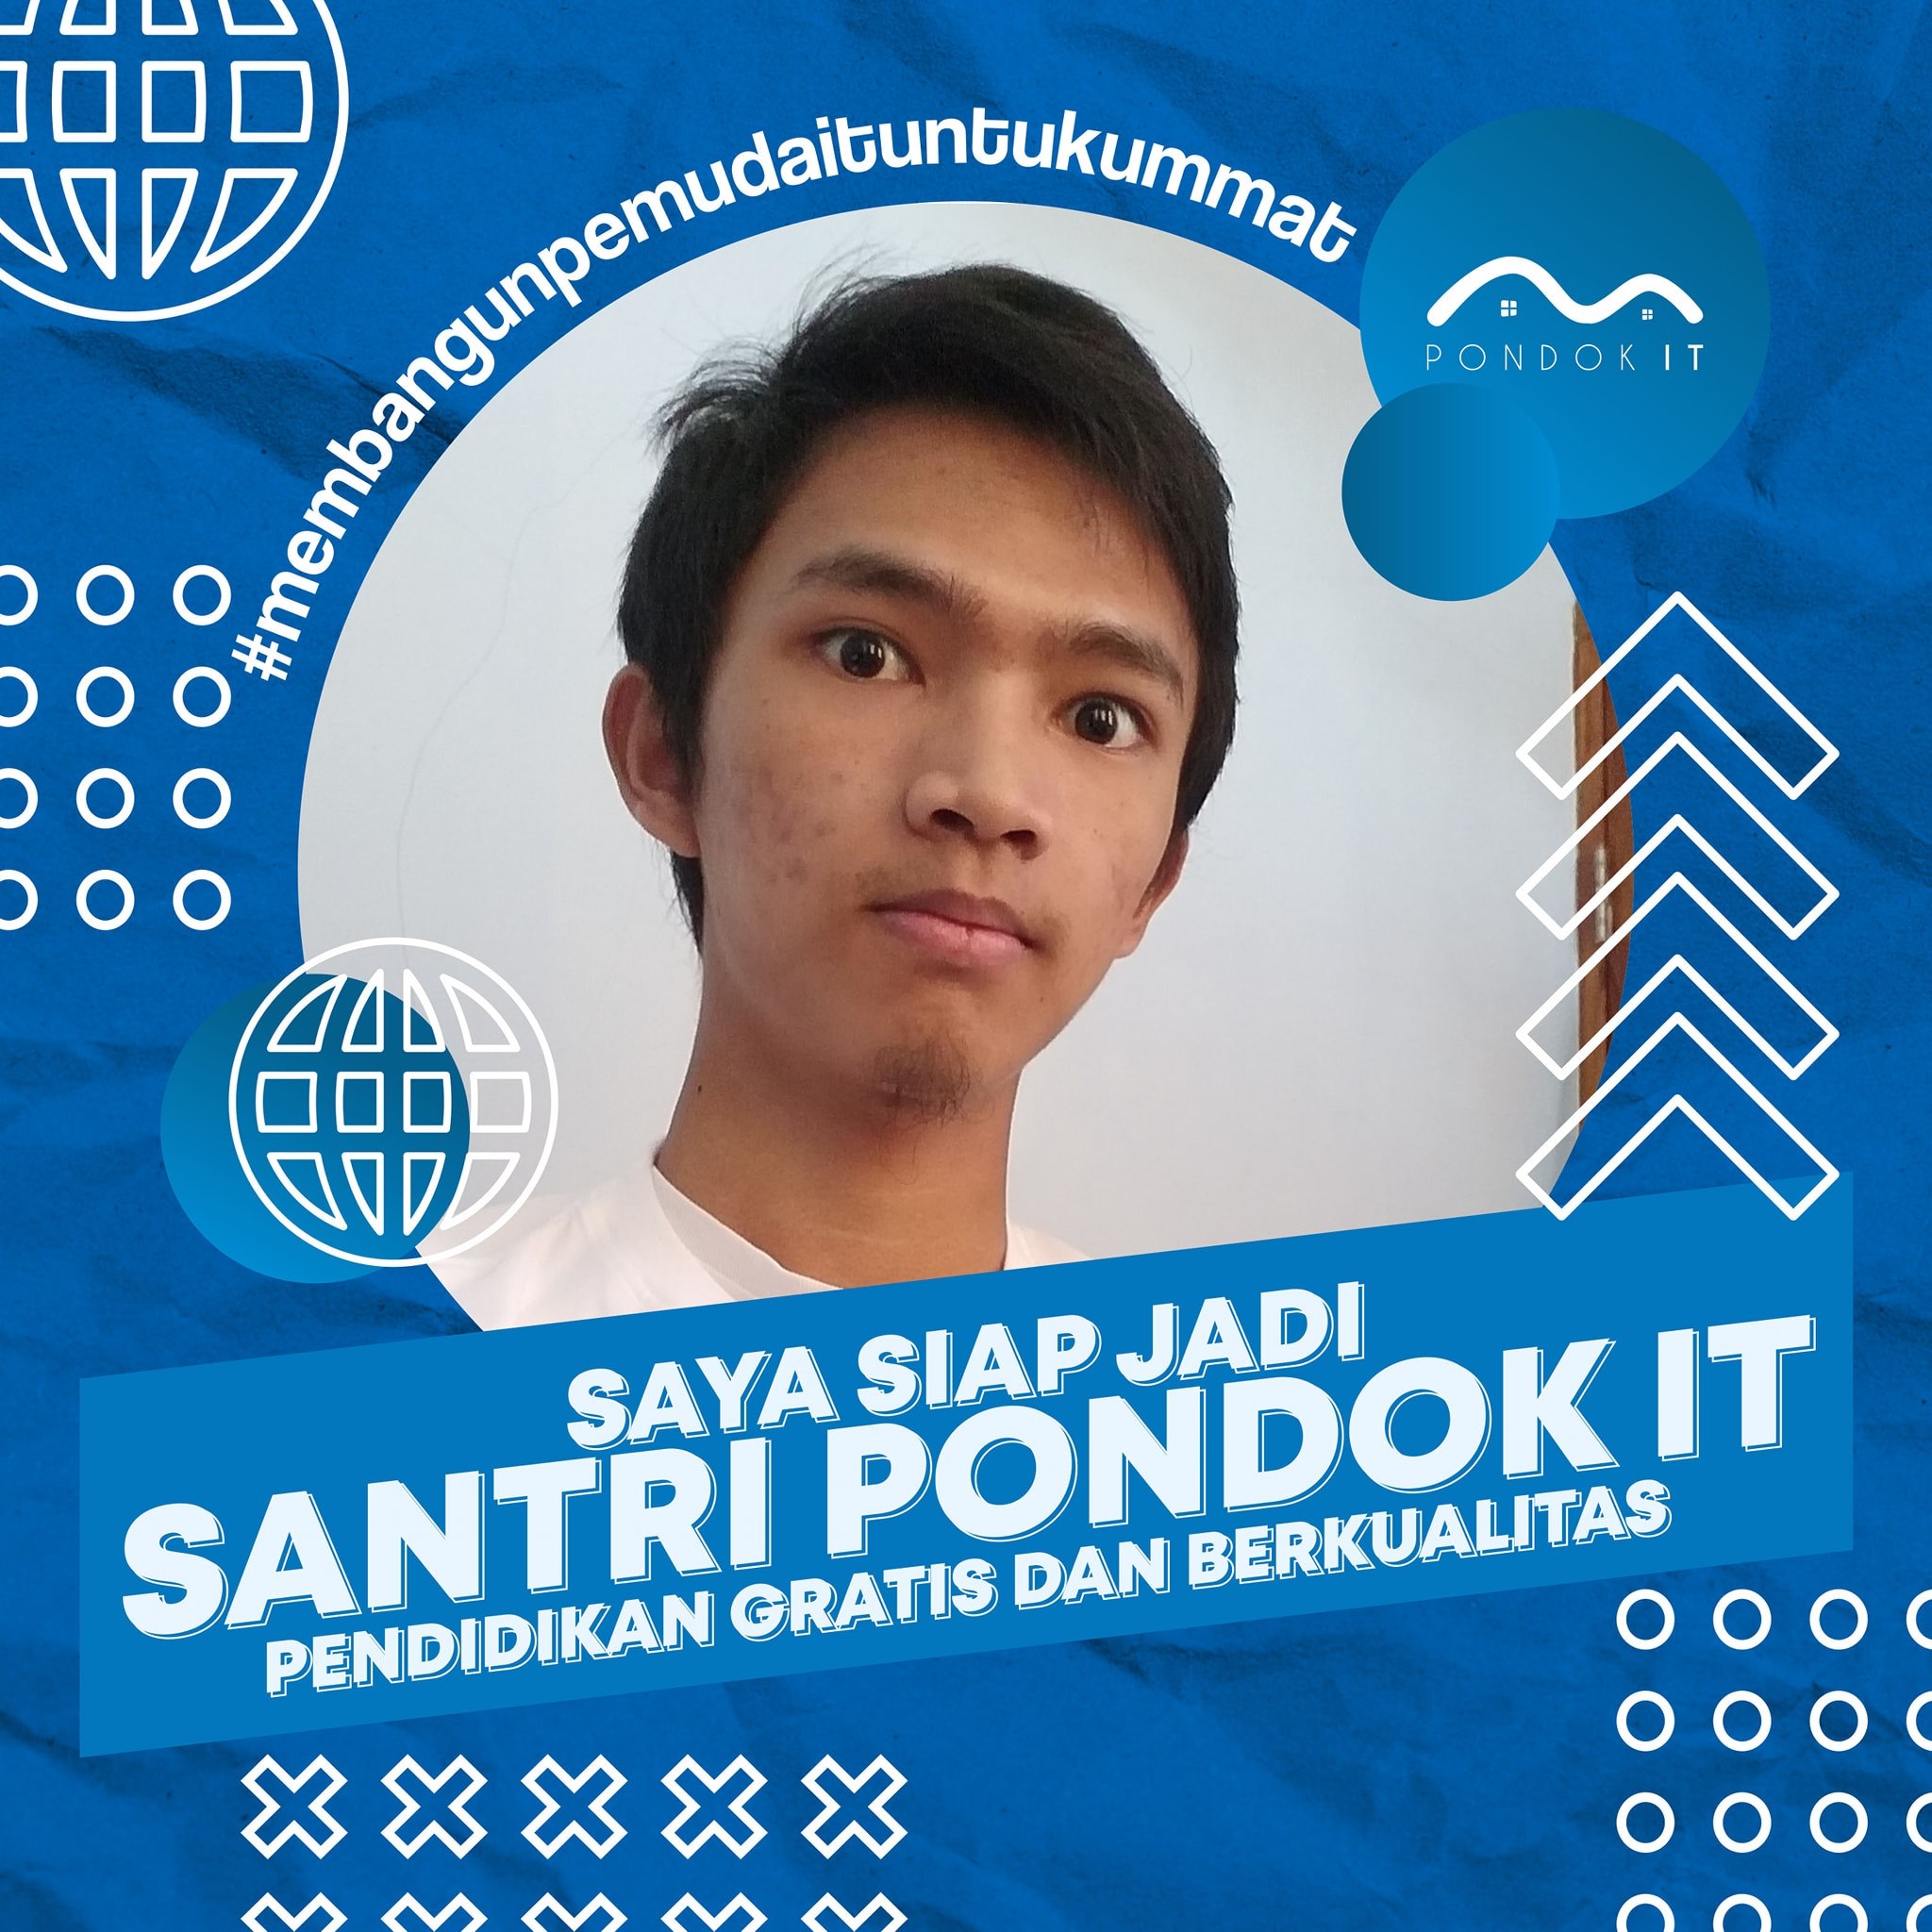 #membangunpemudaituntukummat
PONDOK IT
SAYA SIAP JADI
SANTRI PONDOK IT
PENDIDIKAN GRATIS DAN BERKUALITAS